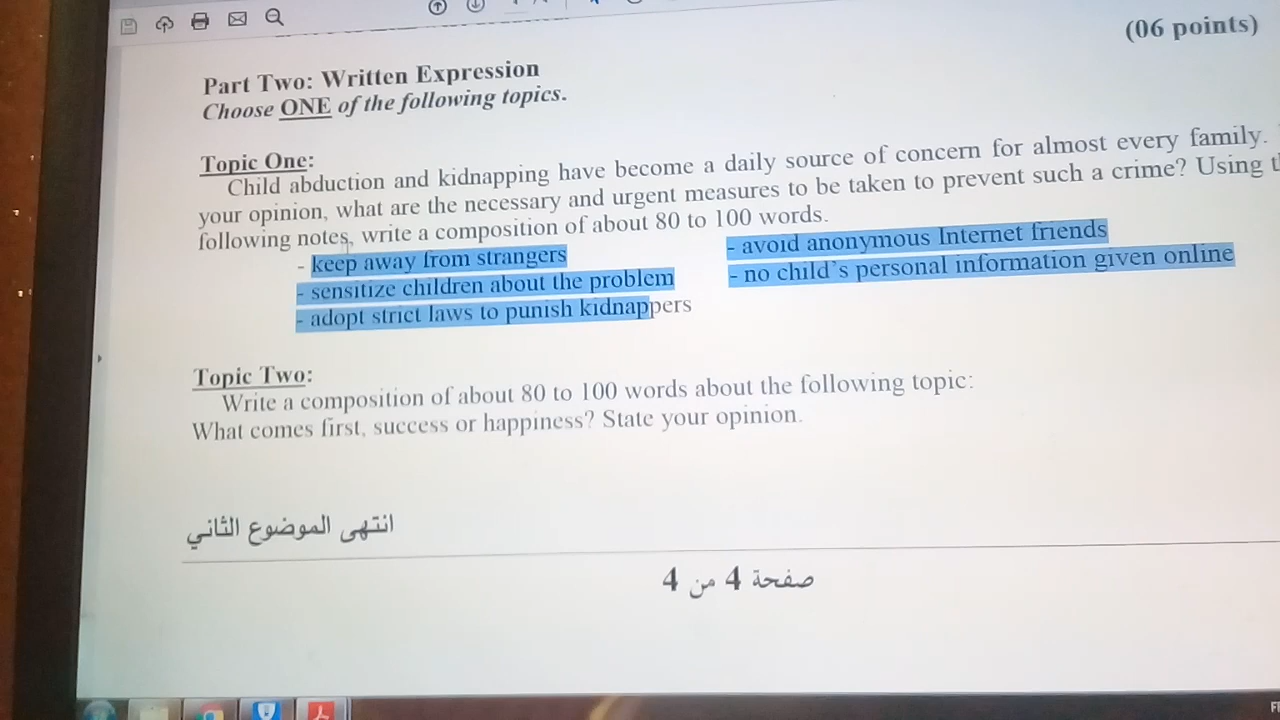 (06 points)
Part Two: Written Expression
Choose ONE of the following topics.
Topic One:
Child abduction and kidnapping have become a daily source of concern for almost every family.
your opinion, what are the necessary and urgent measures to be taken to prevent such a crime? Using
following notes, write a composition of about 80 to 100 words.
- keep away from strangers
- avoid anonymous Internet friends
- sensitize children about the problem
- no child's personal information given online
- adopt strict laws to punish kidnappers
Topic Two:
Write a composition of about 80 to 100 words about the following topic:
What comes first, success or happiness? State your opinion.
انتهى الموضوع الثاني
صفحة 4 من 4